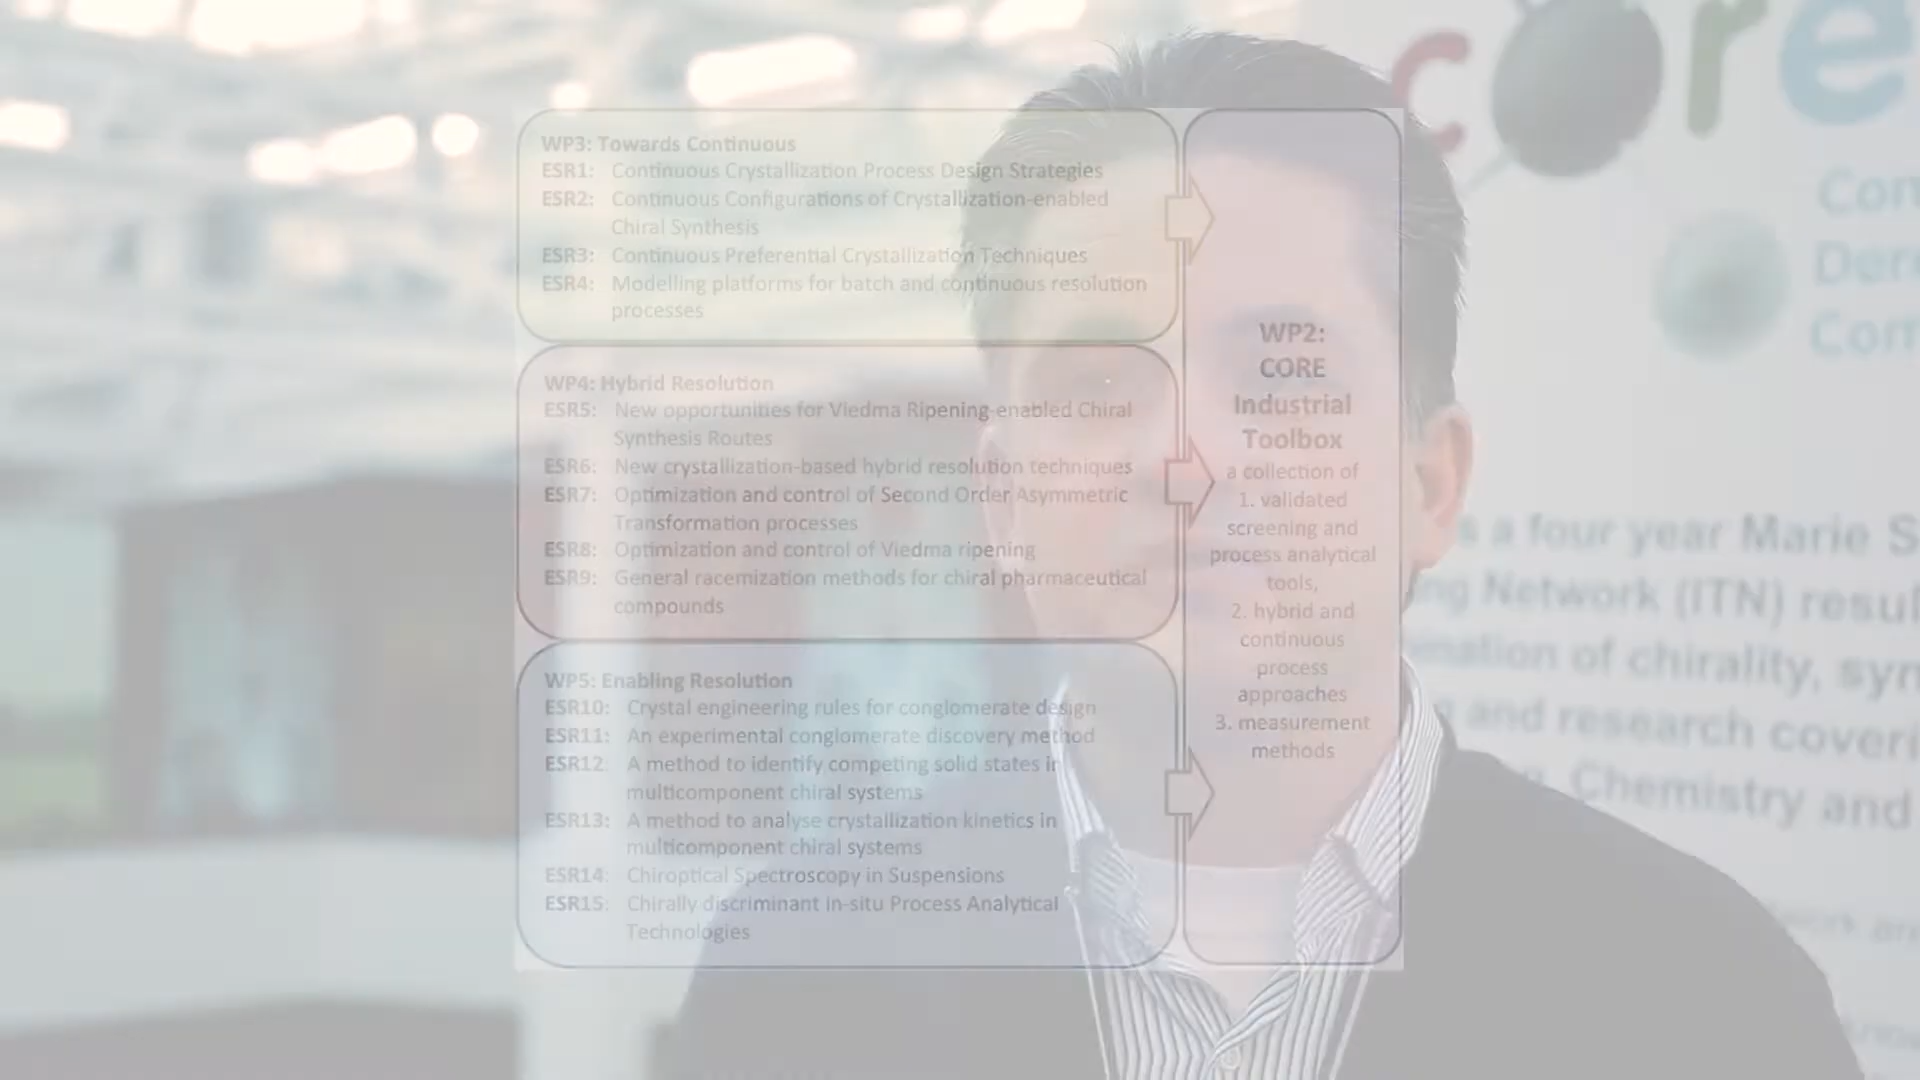 WP3: Towards Continuous
ESR1: Continuous Crystallization Process Design Strategies
ESR2: Continuous Configurations of Crystallization-enabled
Chiral Synthesis
ESR3: Continuous Preferential Crystallization Techniques
ESR4: Modelling platforms for batch and continuous resolution
processes
WP4: Hybrid Resolution
ESR5: New opportunities for Viedma Ripening-enabled Chiral
Synthesis Routes
ESR6: New crystallization-based hybrid resolution techniques
ESR7: Optimization and control of Second Order Asymmetric
Transformation processes
ESR8: Optimization and control of Viedma ripening
ESR9: General racemization methods for chiral pharmaceutical
compounds
WP5: Enabling Resolution
ESR10: Crystal engineering rules for conglomerate design
ESR11: An experimental conglomerate discovery method
ESR12: A method to identify competing solid states in
multicomponent chiral systems
ESR13: A method to analyse crystallization kinetics in
multicomponent chiral systems
ESR14: Chiroptical Spectroscopy in Suspensions
ESR15: Chirally discriminant in-situ Process Analytical
Technologies
WP2:
CORE
Industrial
Toolbox
a collection of
1. validated
screening and
process analytical
tools,
2. hybrid and
continuous
process
approaches
3. measurement
methods
core
Con
Dera
Com
s a four year Marie S
ing Network (ITN) resul
ination of chirality, syn
g and research coveri
Chemistry and
work an